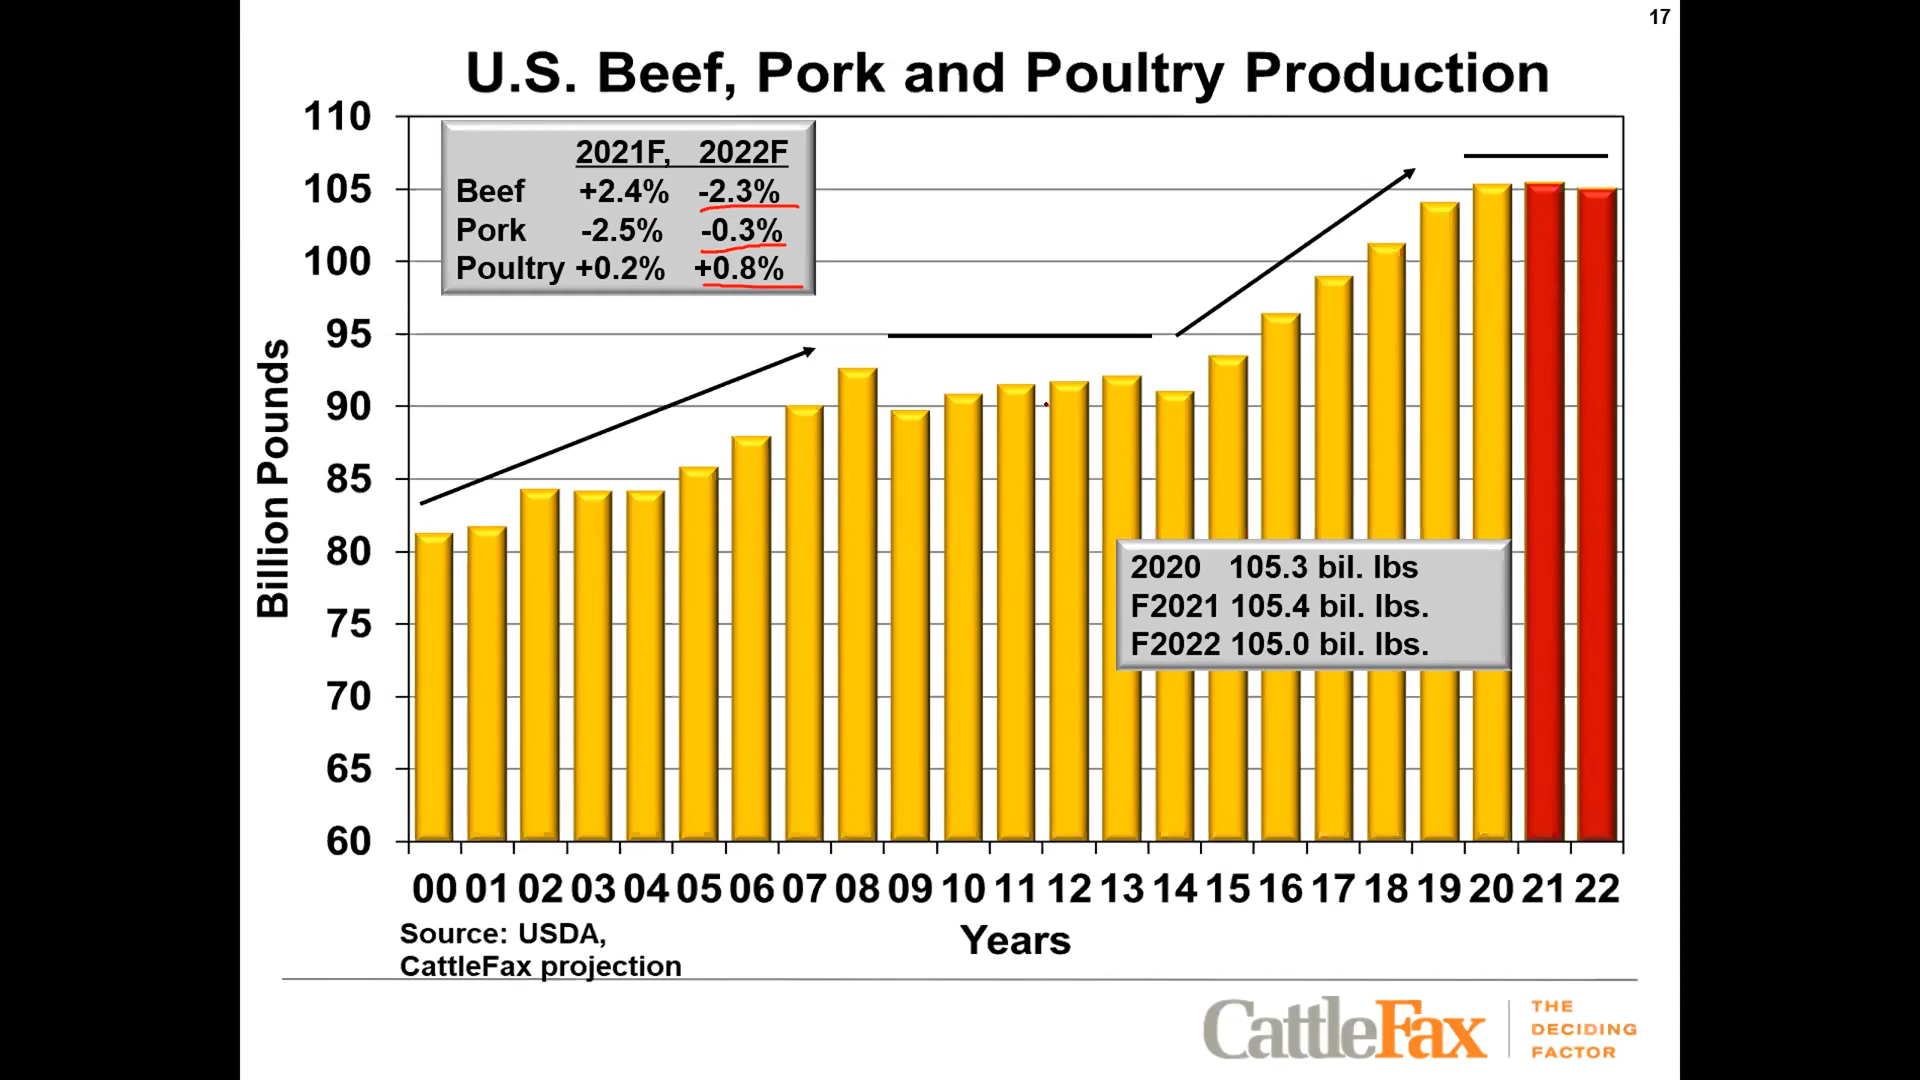 17
U.S. Beef, Pork and Poultry Production
110
105
100
95
90
85
80
75
70
65
60
Billion Pounds
2021F, 2022F
Beef +2.4% -2.3%
Pork -2.5% -0.3%
Poultry +0.2% +0.8%
2020 105.3 bil. lbs
F2021 105.4 bil. lbs.
F2022 105.0 bil. lbs.
00 01 02 03 04 05 06 07 08 09 10 11 12 13 14 15 16 17 18 19 20 21 22
Years
Source: USDA,
CattleFax projection
CattleFax
THE
DECIDING
FACTOR